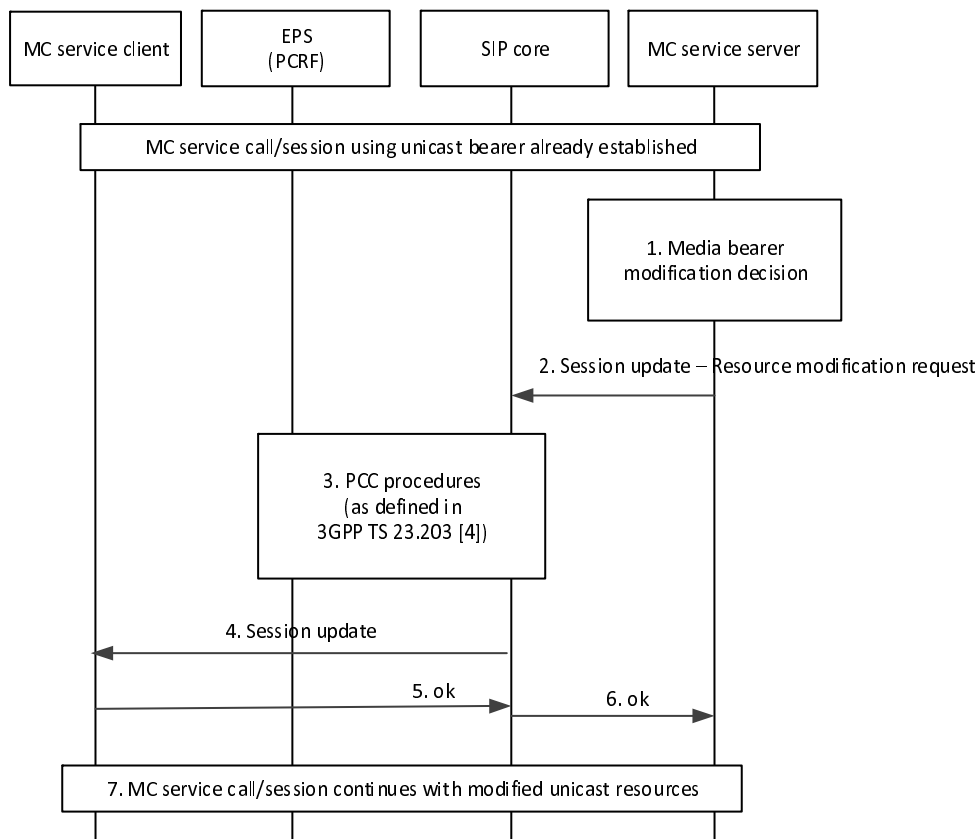 MC service client
EPS
(PCRF)
SIP core
MC service server
MC service call/session using unicast bearer already established
1. Media bearer
modification decision
2. Session update – Resource modification request
3. PCC procedures
(as defined in
3GPP TS 23.203 [4])
4. Session update
5. ok
6. ok
7. MC service call/session continues with modified unicast resources